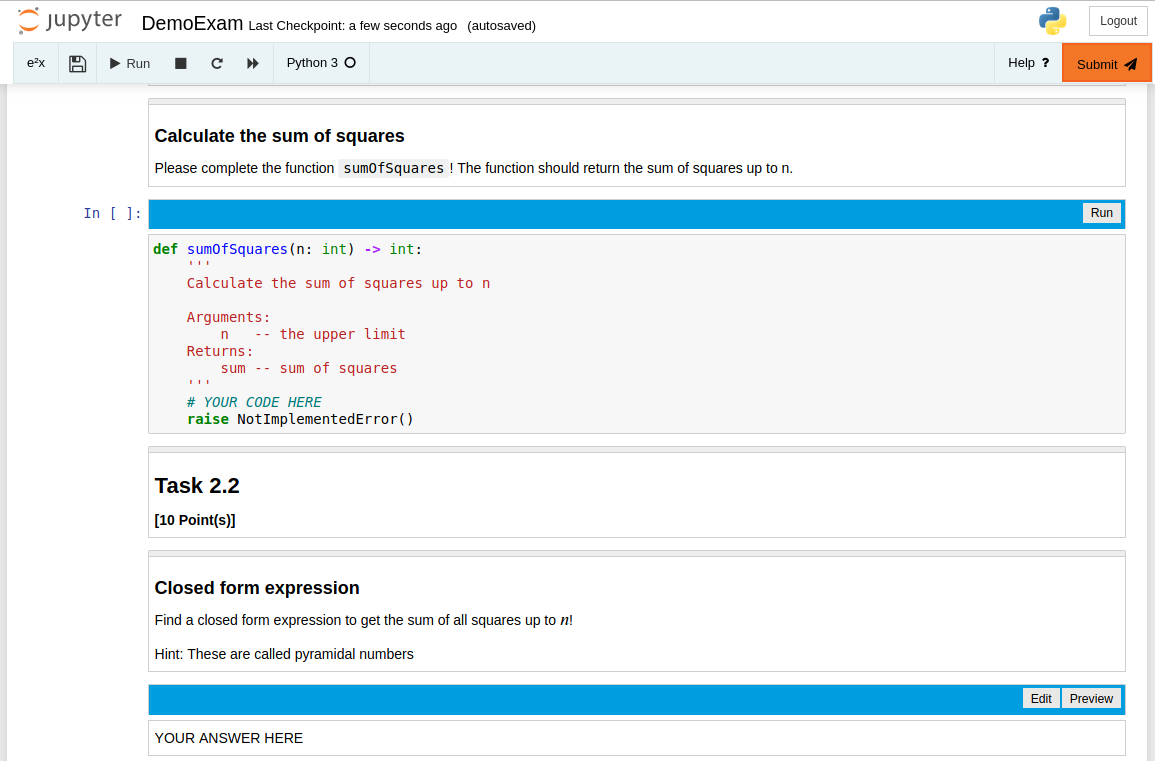 jupyter DemoExam Last Checkpoint: a few seconds ago (autosaved) Logout
e²x Run Python 3 Help ? Submit
Calculate the sum of squares
Please complete the function sumOfSquares ! The function should return the sum of squares up to n.
In [ ]: Run
def sumOfSquares(n: int) -> int:
    '''
    Calculate the sum of squares up to n

    Arguments:
        n   -- the upper limit
    Returns:
        sum -- sum of squares
    '''
    # YOUR CODE HERE
    raise NotImplementedError()
Task 2.2
[10 Point(s)]
Closed form expression
Find a closed form expression to get the sum of all squares up to n!
Hint: These are called pyramidal numbers
Edit Preview
YOUR ANSWER HERE